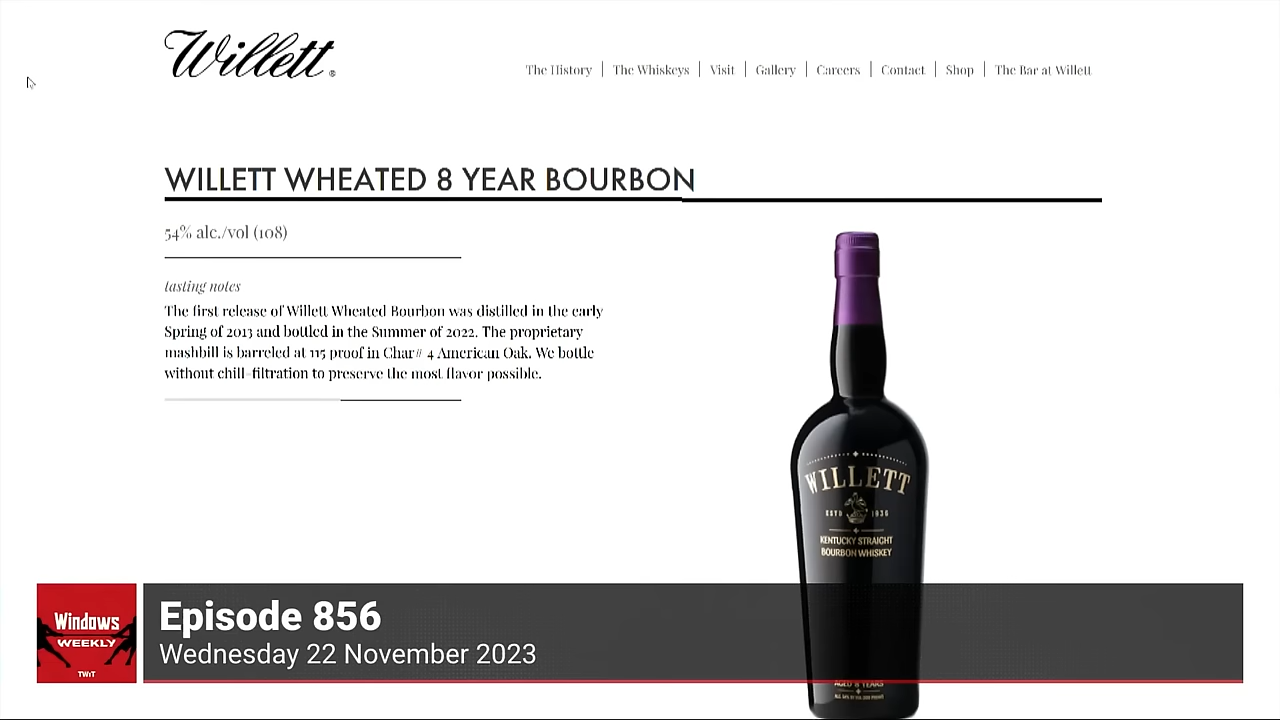 Willett®
The History | The Whiskeys | Visit | Gallery | Careers | Contact | Shop | The Bar at Willett
WILLETT WHEATED 8 YEAR BOURBON
54% alc./vol (108)
tasting notes
The first release of Willett Wheated Bourbon was distilled in the early
Spring of 2013 and bottled in the Summer of 2022. The proprietary
mashbill is barreled at 115 proof in Char# 4 American Oak. We bottle
without chill-filtration to preserve the most flavor possible.
WILLETT
ESTD 1936
KENTUCKY STRAIGHT
BOURBON WHISKEY
AGED 8 YEARS
Windows
WEEKLY
TWiT
Episode 856
Wednesday 22 November 2023